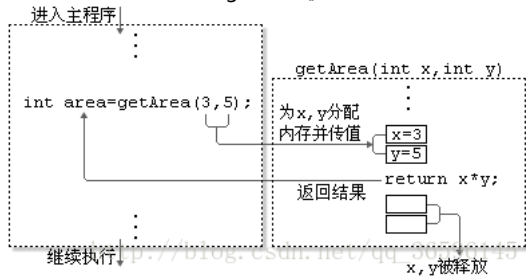 进入主程序
int area=getArea(3,5);
继续执行
getArea(int x,int y)
为x,y分配
内存并传值
x=3
y=5
return x*y;
返回结果
x,y被释放